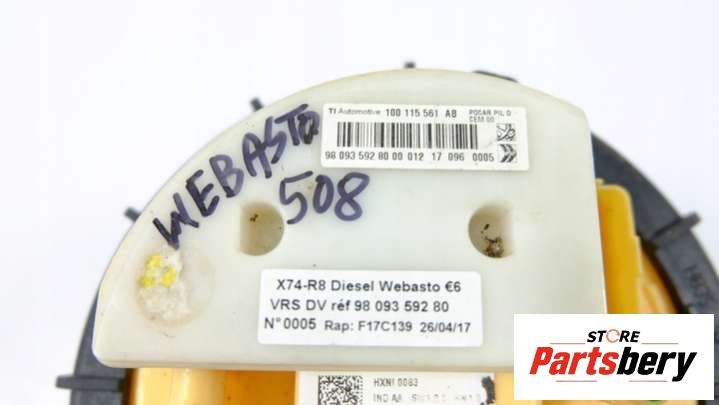 TI Automotive 100 115 561 AB
98 093 592 80 00 012 17 096 0005
WEBASTO
508
X74-R8 Diesel Webasto €6
VRS DV réf 98 093 592 80
N°0005 Rap: F17C139 26/04/17
STORE
Partsbery